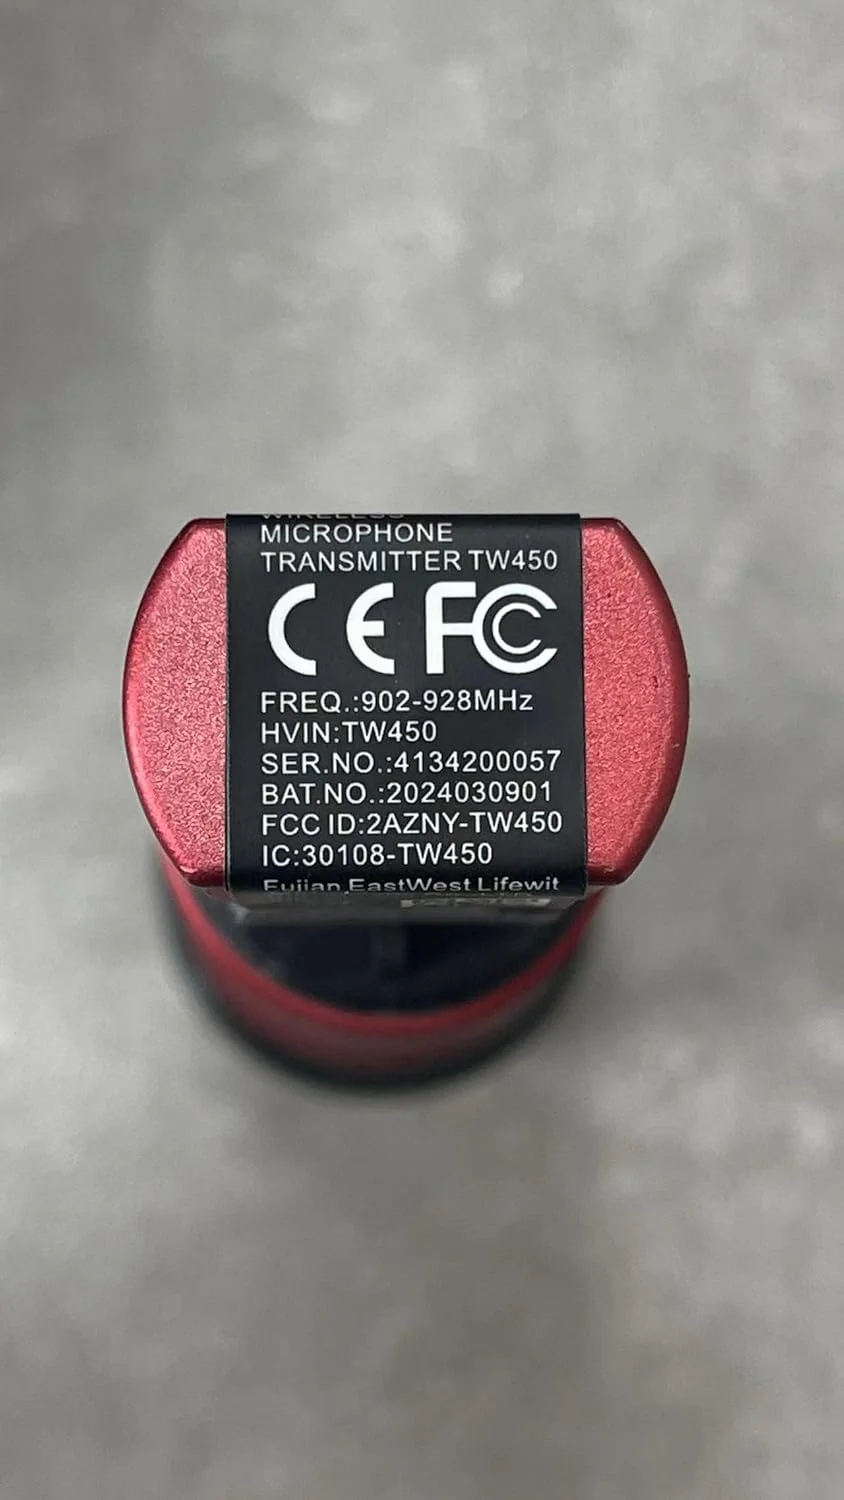 WIRELESS
MICROPHONE
TRANSMITTER TW450
CE FC
FREQ.:902-928MHz
HVIN:TW450
SER.NO.:4134200057
BAT.NO.:2024030901
FCC ID:2AZNY-TW450
IC:30108-TW450
Fujian EastWest Lifewit